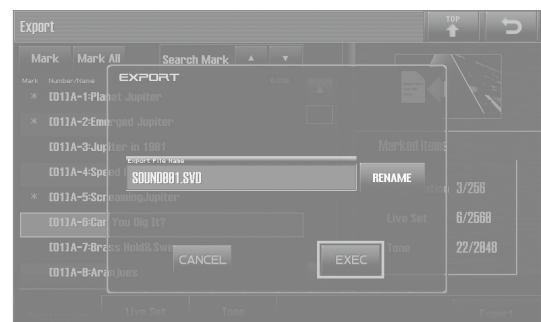 Export
TOP
Mark Mark All Search Mark
Mark Number/Name
EXPORT
* [01]A-1:Planet Jupiter
* [01]A-2:Emerged Jupiter
[01]A-3:Jupiter in 1981
Marked Items
Export File Name
[01]A-4:Speed
SOUND001.SVD
RENAME
3/256
* [01]A-5:ScreamingJupiter
[01]A-6:Can You Dig It?
Live Set 6/2560
[01]A-7:Brass Hold&
Tone 22/2048
CANCEL
EXEC
[01]A-8:Aranjues
Live Set Tone Export